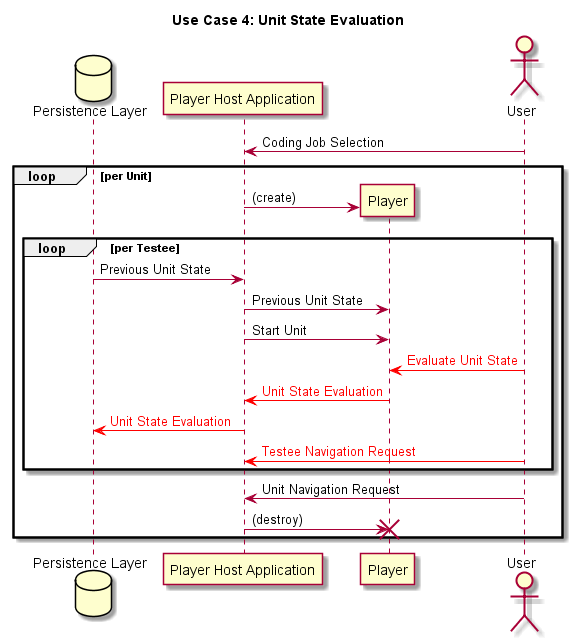 Use Case 4: Unit State Evaluation
Persistence Layer
Player Host Application
User
Coding Job Selection
loop
[per Unit]
(create)
Player
loop
[per Testee]
Previous Unit State
Previous Unit State
Start Unit
Evaluate Unit State
Unit State Evaluation
Unit State Evaluation
Testee Navigation Request
Unit Navigation Request
(destroy)
Persistence Layer
Player Host Application
Player
User